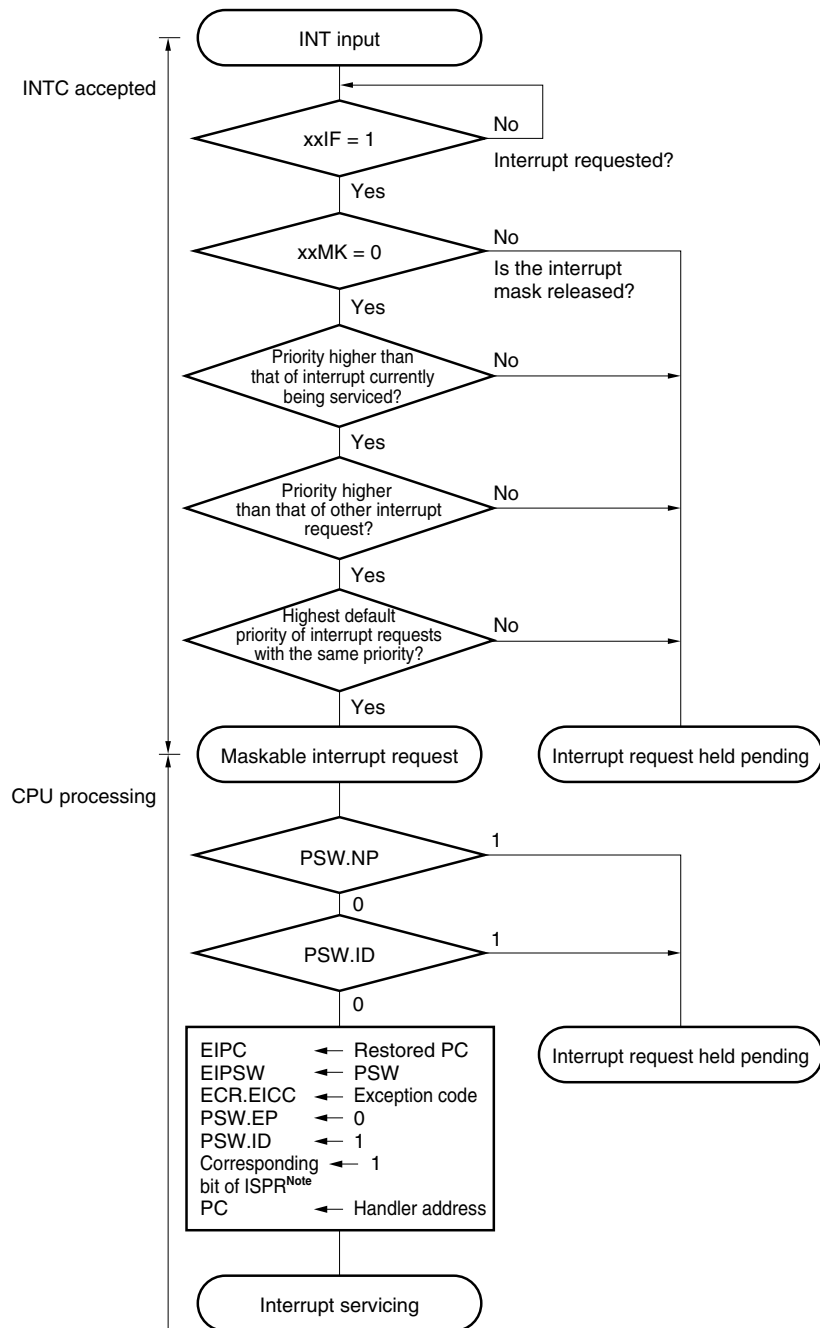 INT input
INTC accepted
xxIF = 1
No
Interrupt requested?
Yes
xxMK = 0
No
Is the interrupt
mask released?
Yes
Priority higher than
that of interrupt currently
being serviced?
No
Yes
Priority higher
than that of other interrupt
request?
No
Yes
Highest default
priority of interrupt requests
with the same priority?
No
Yes
Maskable interrupt request
Interrupt request held pending
CPU processing
PSW.NP
1
0
PSW.ID
1
0
Interrupt request held pending
EIPC ← Restored PC
EIPSW ← PSW
ECR.EICC ← Exception code
PSW.EP ← 0
PSW.ID ← 1
Corresponding ← 1
bit of ISPRNote
PC ← Handler address
Interrupt servicing